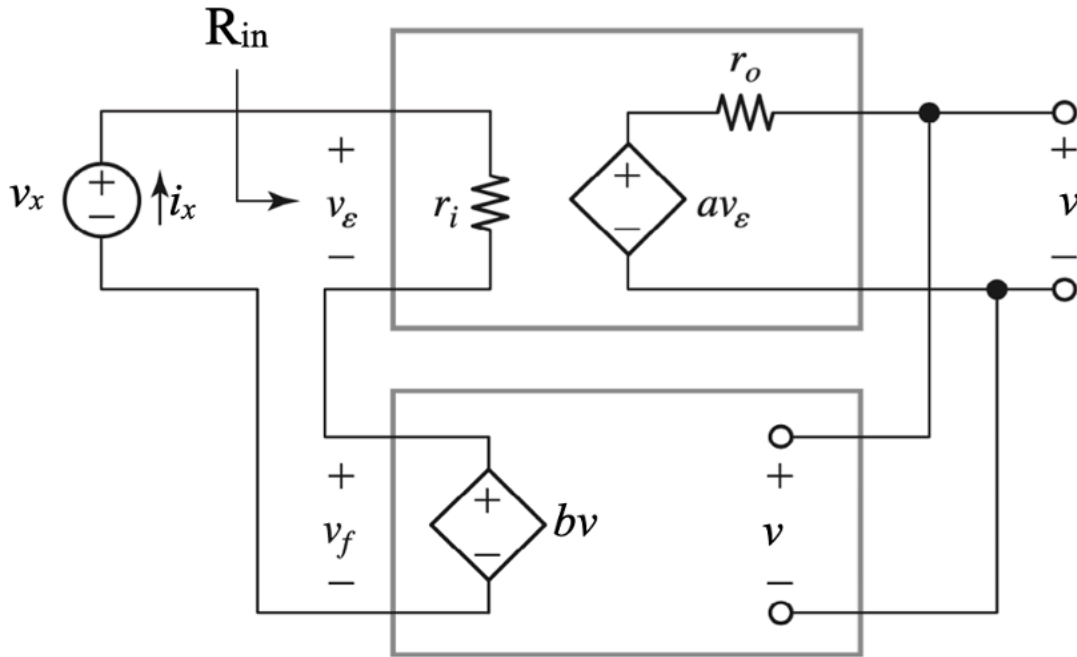 R_in
r_o
+
v_x
+
−
i_x
+
v_ε
−
r_i
+
−
av_ε
+
v
−
+
v_f
−
+
−
bv
+
v
−